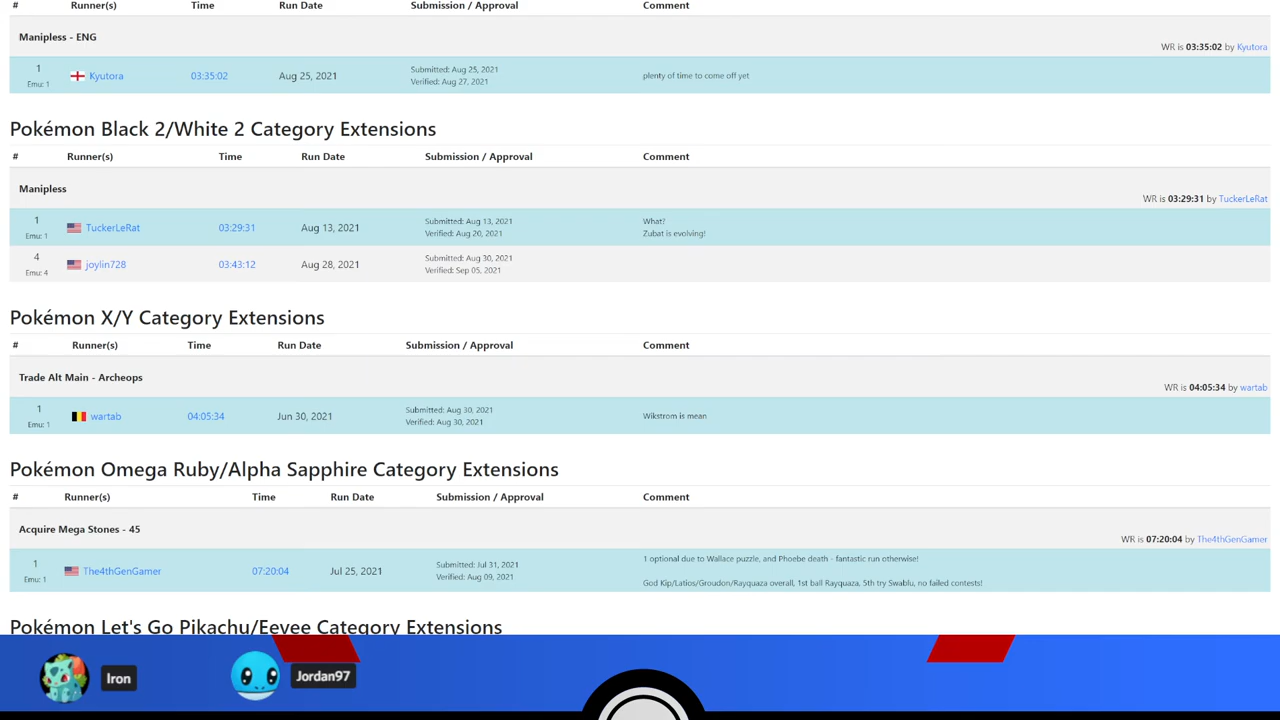 # Runner(s) Time Run Date Submission / Approval Comment
Manipless - ENG
WR is 03:35:02 by Kyutora
1 Kyutora 03:35:02 Aug 25, 2021 Submitted: Aug 25, 2021 plenty of time to come off yet
Emu: 1 Verified: Aug 27, 2021
Pokémon Black 2/White 2 Category Extensions
# Runner(s) Time Run Date Submission / Approval Comment
Manipless
WR is 03:29:31 by TuckerLeRat
1 TuckerLeRat 03:29:31 Aug 13, 2021 Submitted: Aug 13, 2021 What?
Emu: 1 Verified: Aug 20, 2021 Zubat is evolving!
4 joylin728 03:43:12 Aug 28, 2021 Submitted: Aug 30, 2021
Emu: 4 Verified: Sep 05, 2021
Pokémon X/Y Category Extensions
# Runner(s) Time Run Date Submission / Approval Comment
Trade Alt Main - Archeops
WR is 04:05:34 by wartab
1 wartab 04:05:34 Jun 30, 2021 Submitted: Aug 30, 2021 Wikstrom is mean
Emu: 1 Verified: Aug 30, 2021
Pokémon Omega Ruby/Alpha Sapphire Category Extensions
# Runner(s) Time Run Date Submission / Approval Comment
Acquire Mega Stones - 45
WR is 07:20:04 by The4thGenGamer
1 The4thGenGamer 07:20:04 Jul 25, 2021 Submitted: Jul 31, 2021 1 optional due to Wallace puzzle, and Phoebe death - fantastic run otherwise!
Emu: 1 Verified: Aug 09, 2021 God Kip/Latios/Groudon/Rayquaza overall, 1st ball Rayquaza, 5th try Swablu, no failed contests!
Pokémon Let's Go Pikachu/Eevee Category Extensions
Iron Jordan97